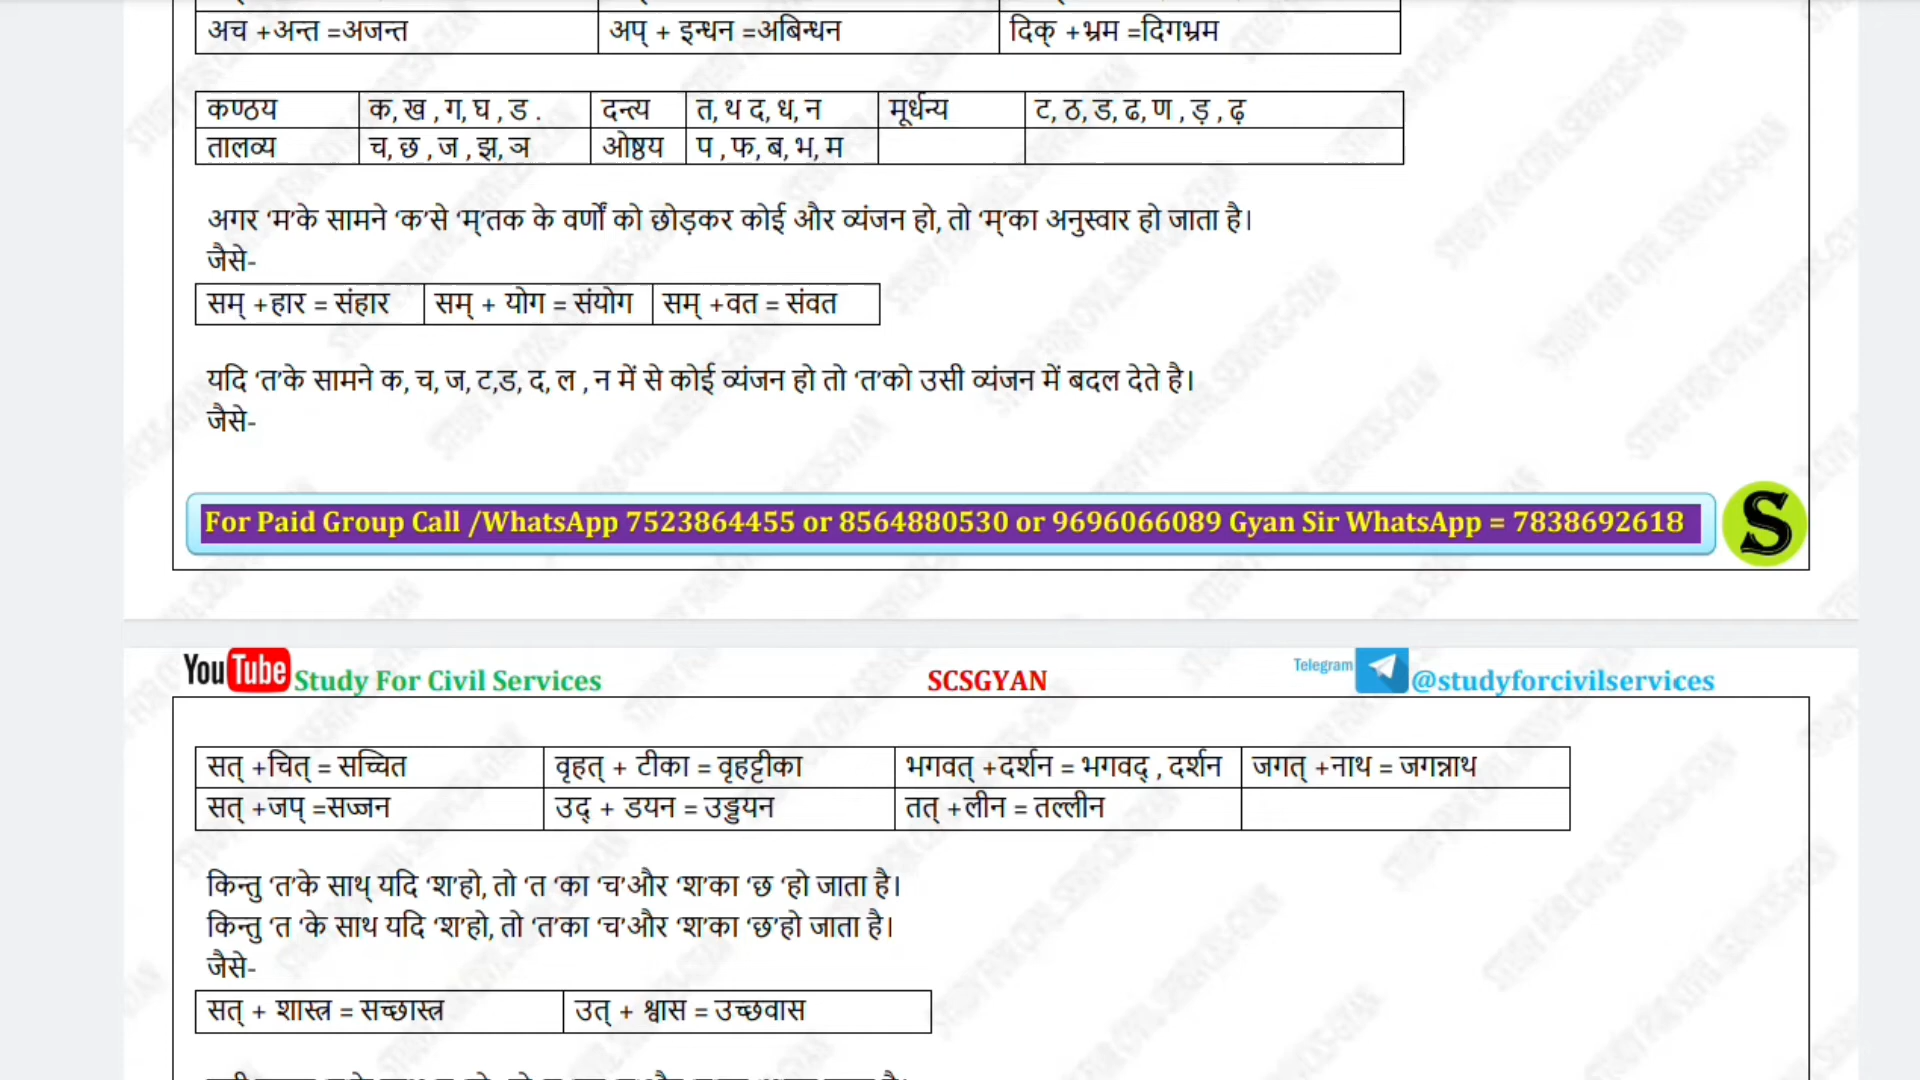 अच +अन्त =अजन्त अप् + इन्धन =अबिन्धन दिक् +भ्रम =दिगभ्रम
कण्ठय क, ख , ग, घ , ड . दन्त्य त, थ द, ध, न मूर्धन्य ट, ठ, ड, ढ, ण , ड़ , ढ़
तालव्य च, छ , ज , झ, ञ ओष्ठय प , फ, ब, भ, म
अगर ‘म’के सामने ‘क’से ‘म्’तक के वर्णों को छोड़कर कोई और व्यंजन हो, तो ‘म्’का अनुस्वार हो जाता है।
जैसे-
सम् +हार = संहार सम् + योग = संयोग सम् +वत = संवत
यदि ‘त’के सामने क, च, ज, ट,ड, द, ल , न में से कोई व्यंजन हो तो ‘त’को उसी व्यंजन में बदल देते है।
जैसे-
For Paid Group Call /WhatsApp 7523864455 or 8564880530 or 9696066089 Gyan Sir WhatsApp = 7838692618
S
YouTube Study For Civil Services SCSGYAN Telegram @studyforcivilservices
सत् +चित् = सच्चित वृहत् + टीका = वृहट्टीका भगवत् +दर्शन = भगवद् , दर्शन जगत् +नाथ = जगन्नाथ
सत् +जप् =सज्जन उद् + डयन = उड्डयन तत् +लीन = तल्लीन
किन्तु ‘त’के साथ् यदि ‘श’हो, तो ‘त ‘का ‘च’और ‘श’का ‘छ ‘हो जाता है।
किन्तु ‘त ‘के साथ यदि ‘श’हो, तो ‘त’का ‘च’और ‘श’का ‘छ’हो जाता है।
जैसे-
सत् + शास्त्र = सच्छास्त्र उत् + श्वास = उच्छवास